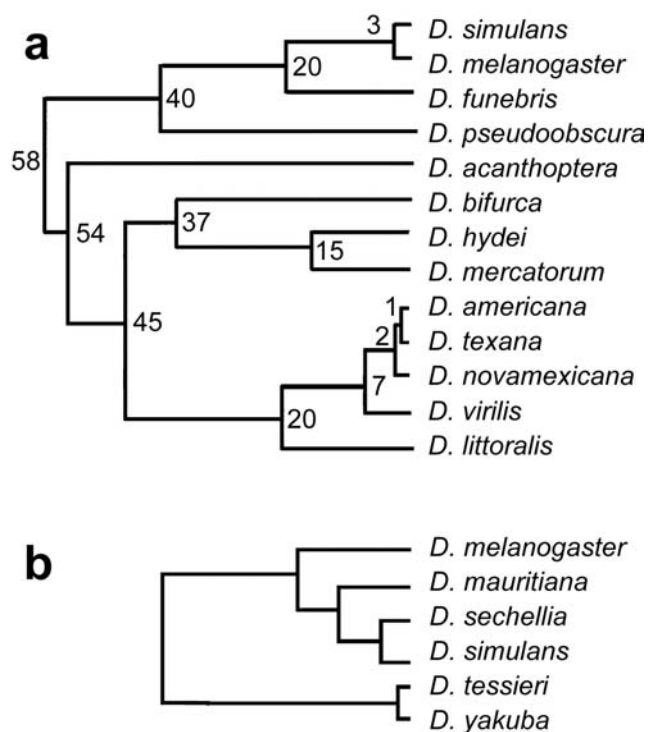 a
3
D. simulans
D. melanogaster
20
D. funebris
40
D. pseudoobscura
58
D. acanthoptera
54
D. bifurca
37
D. hydei
15
D. mercatorum
1
D. americana
45
2
D. texana
D. novamexicana
7
D. virilis
20
D. littoralis
b
D. melanogaster
D. mauritiana
D. sechellia
D. simulans
D. tessieri
D. yakuba